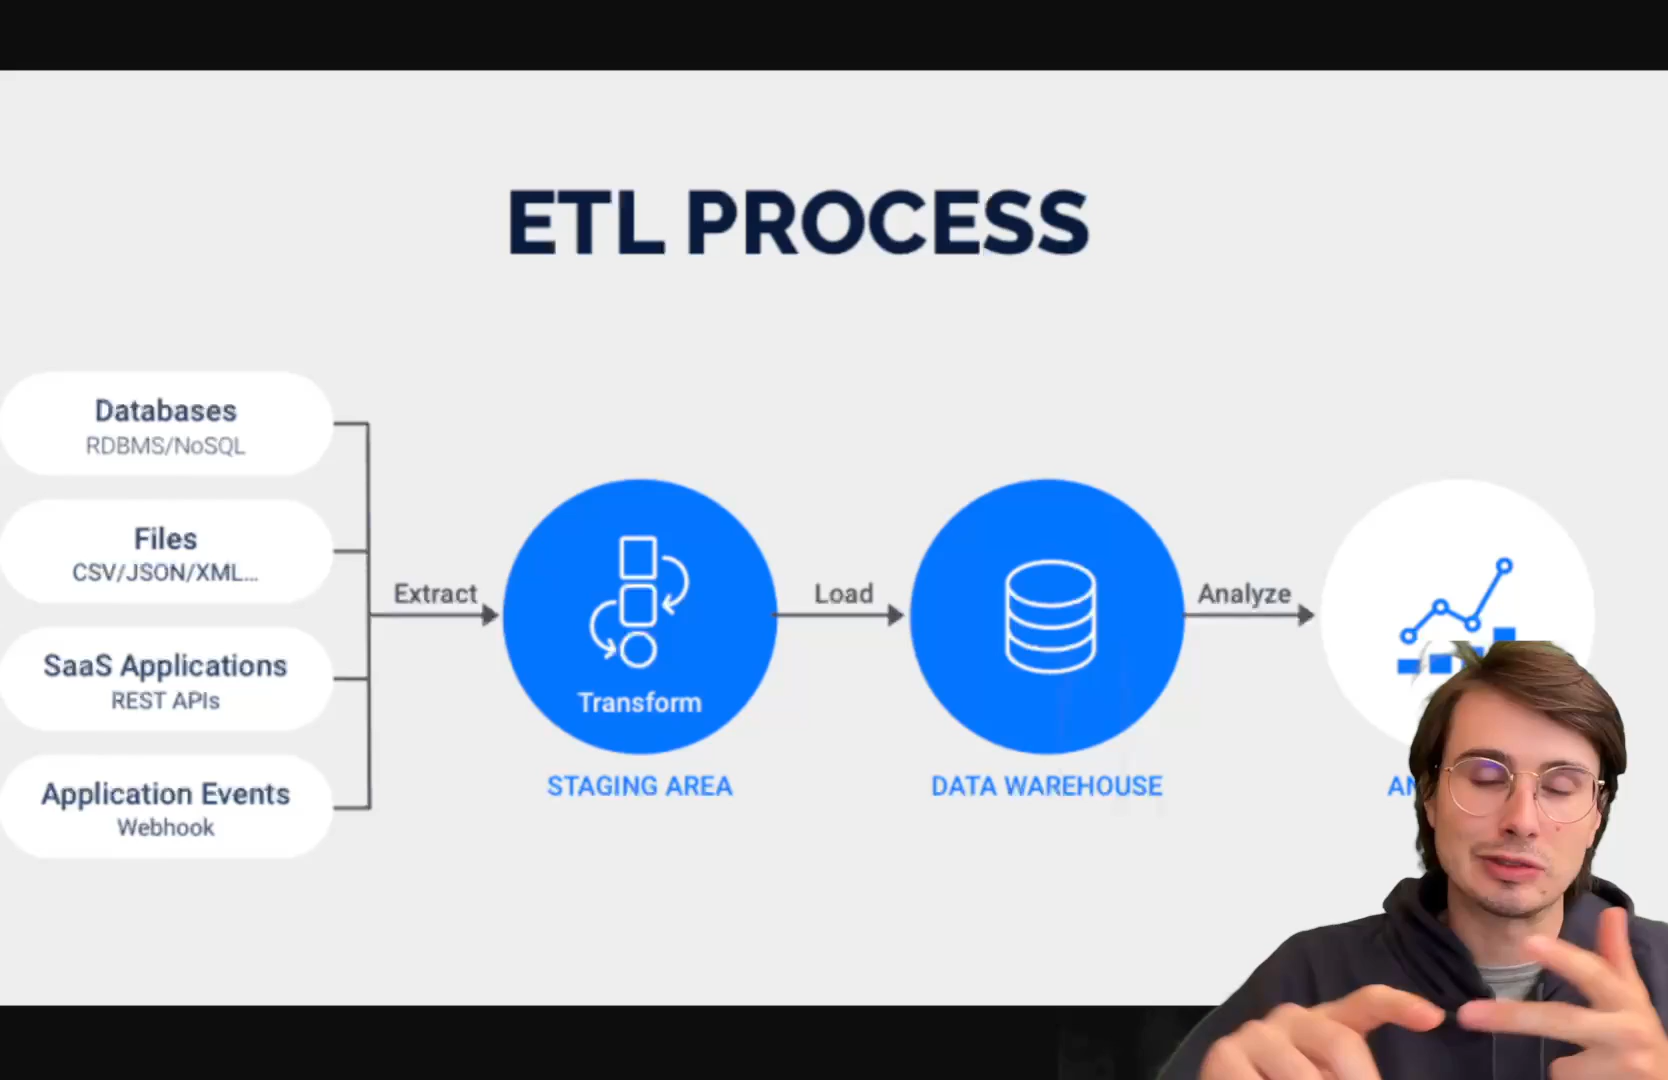 ETL PROCESS
Databases
RDBMS/NoSQL
Files
CSV/JSON/XML...
SaaS Applications
REST APIs
Application Events
Webhook
Extract
Transform
STAGING AREA
Load
DATA WAREHOUSE
Analyze